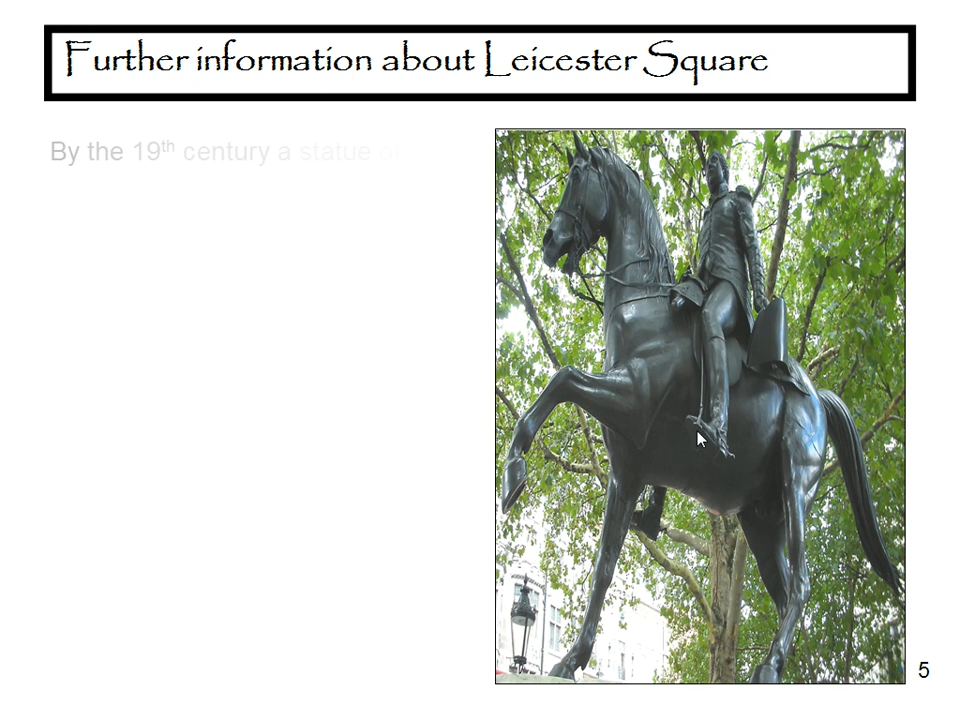 Further information about Leicester Square
By the 19th century a statue of
5